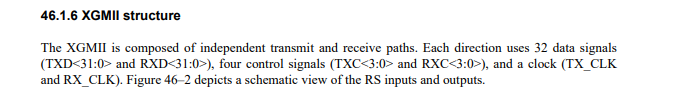 46.1.6 XGMII structure
The XGMII is composed of independent transmit and receive paths. Each direction uses 32 data signals
(TXD<31:0> and RXD<31:0>), four control signals (TXC<3:0> and RXC<3:0>), and a clock (TX_CLK
and RX_CLK). Figure 46–2 depicts a schematic view of the RS inputs and outputs.